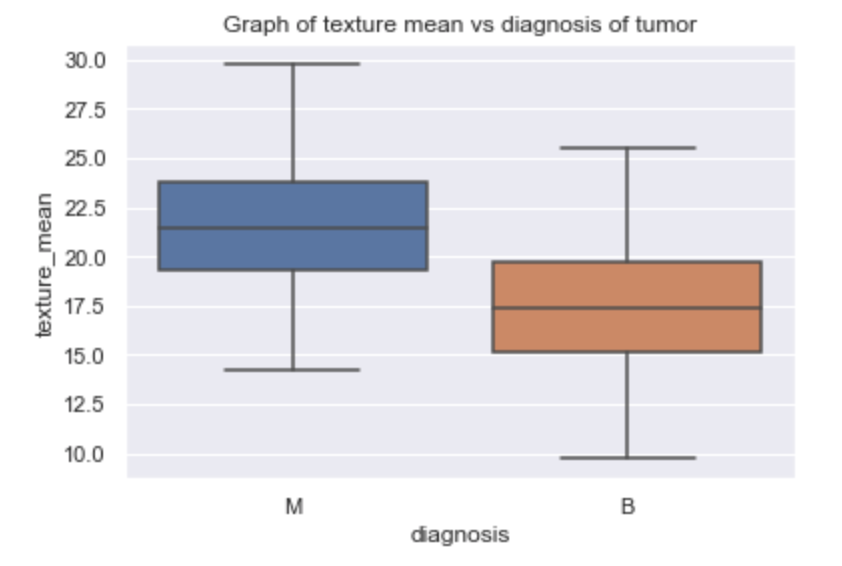 Graph of texture mean vs diagnosis of tumor
30.0
27.5
25.0
22.5
20.0
17.5
15.0
12.5
10.0
texture_mean
M B
diagnosis